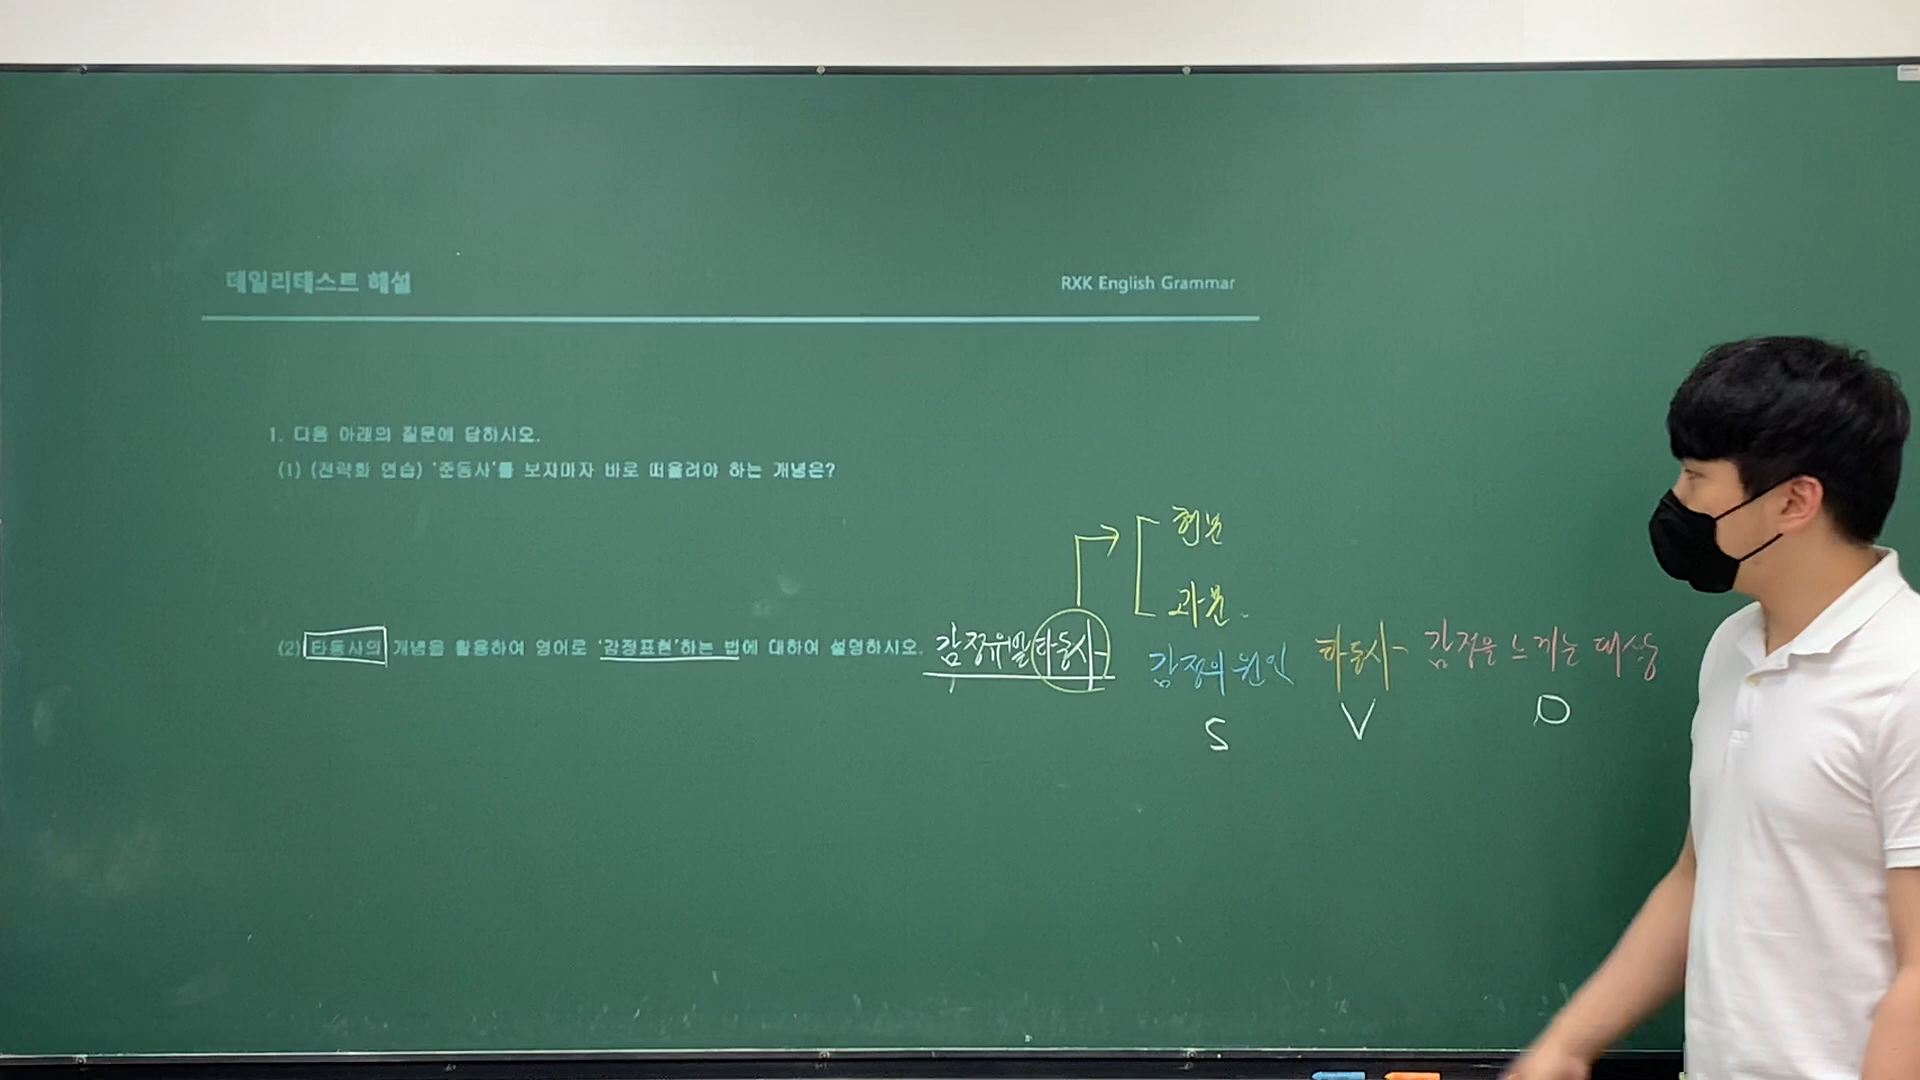 데일리테스트 해설
RXK English Grammar
1. 다음 아래의 질문에 답하시오.
(1) (전략화 연습) '준동사'를 보자마자 바로 떠올려야 하는 개념은?
현분
과분
(2) 타동사의 개념을 활용하여 영어로 '감정표현'하는 법에 대하여 설명하시오.
감정유발타동사
감정의 원인 타동사 감정을 느끼는 대상
S V O